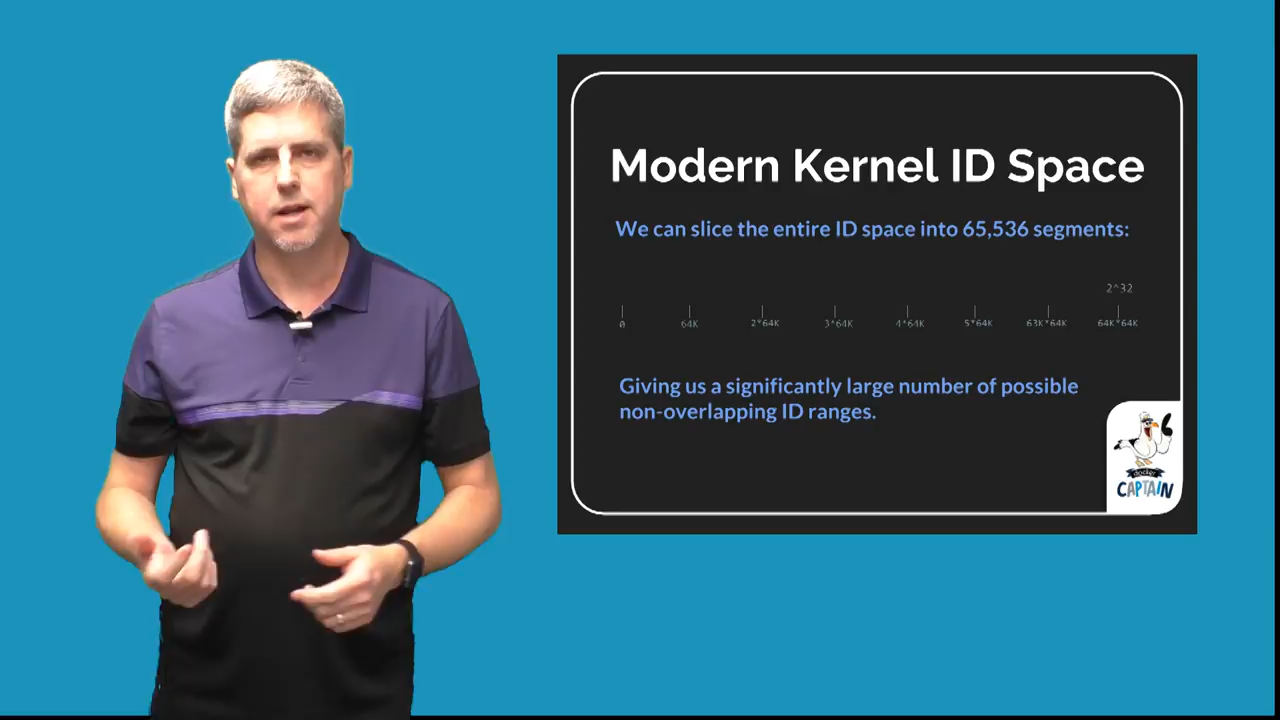 Modern Kernel ID Space
We can slice the entire ID space into 65,536 segments:
2^32
0 64K 2*64K 3*64K 4*64K 5*64K 63K*64K 64K*64K
Giving us a significantly large number of possible
non-overlapping ID ranges.
docker
CAPTAIN